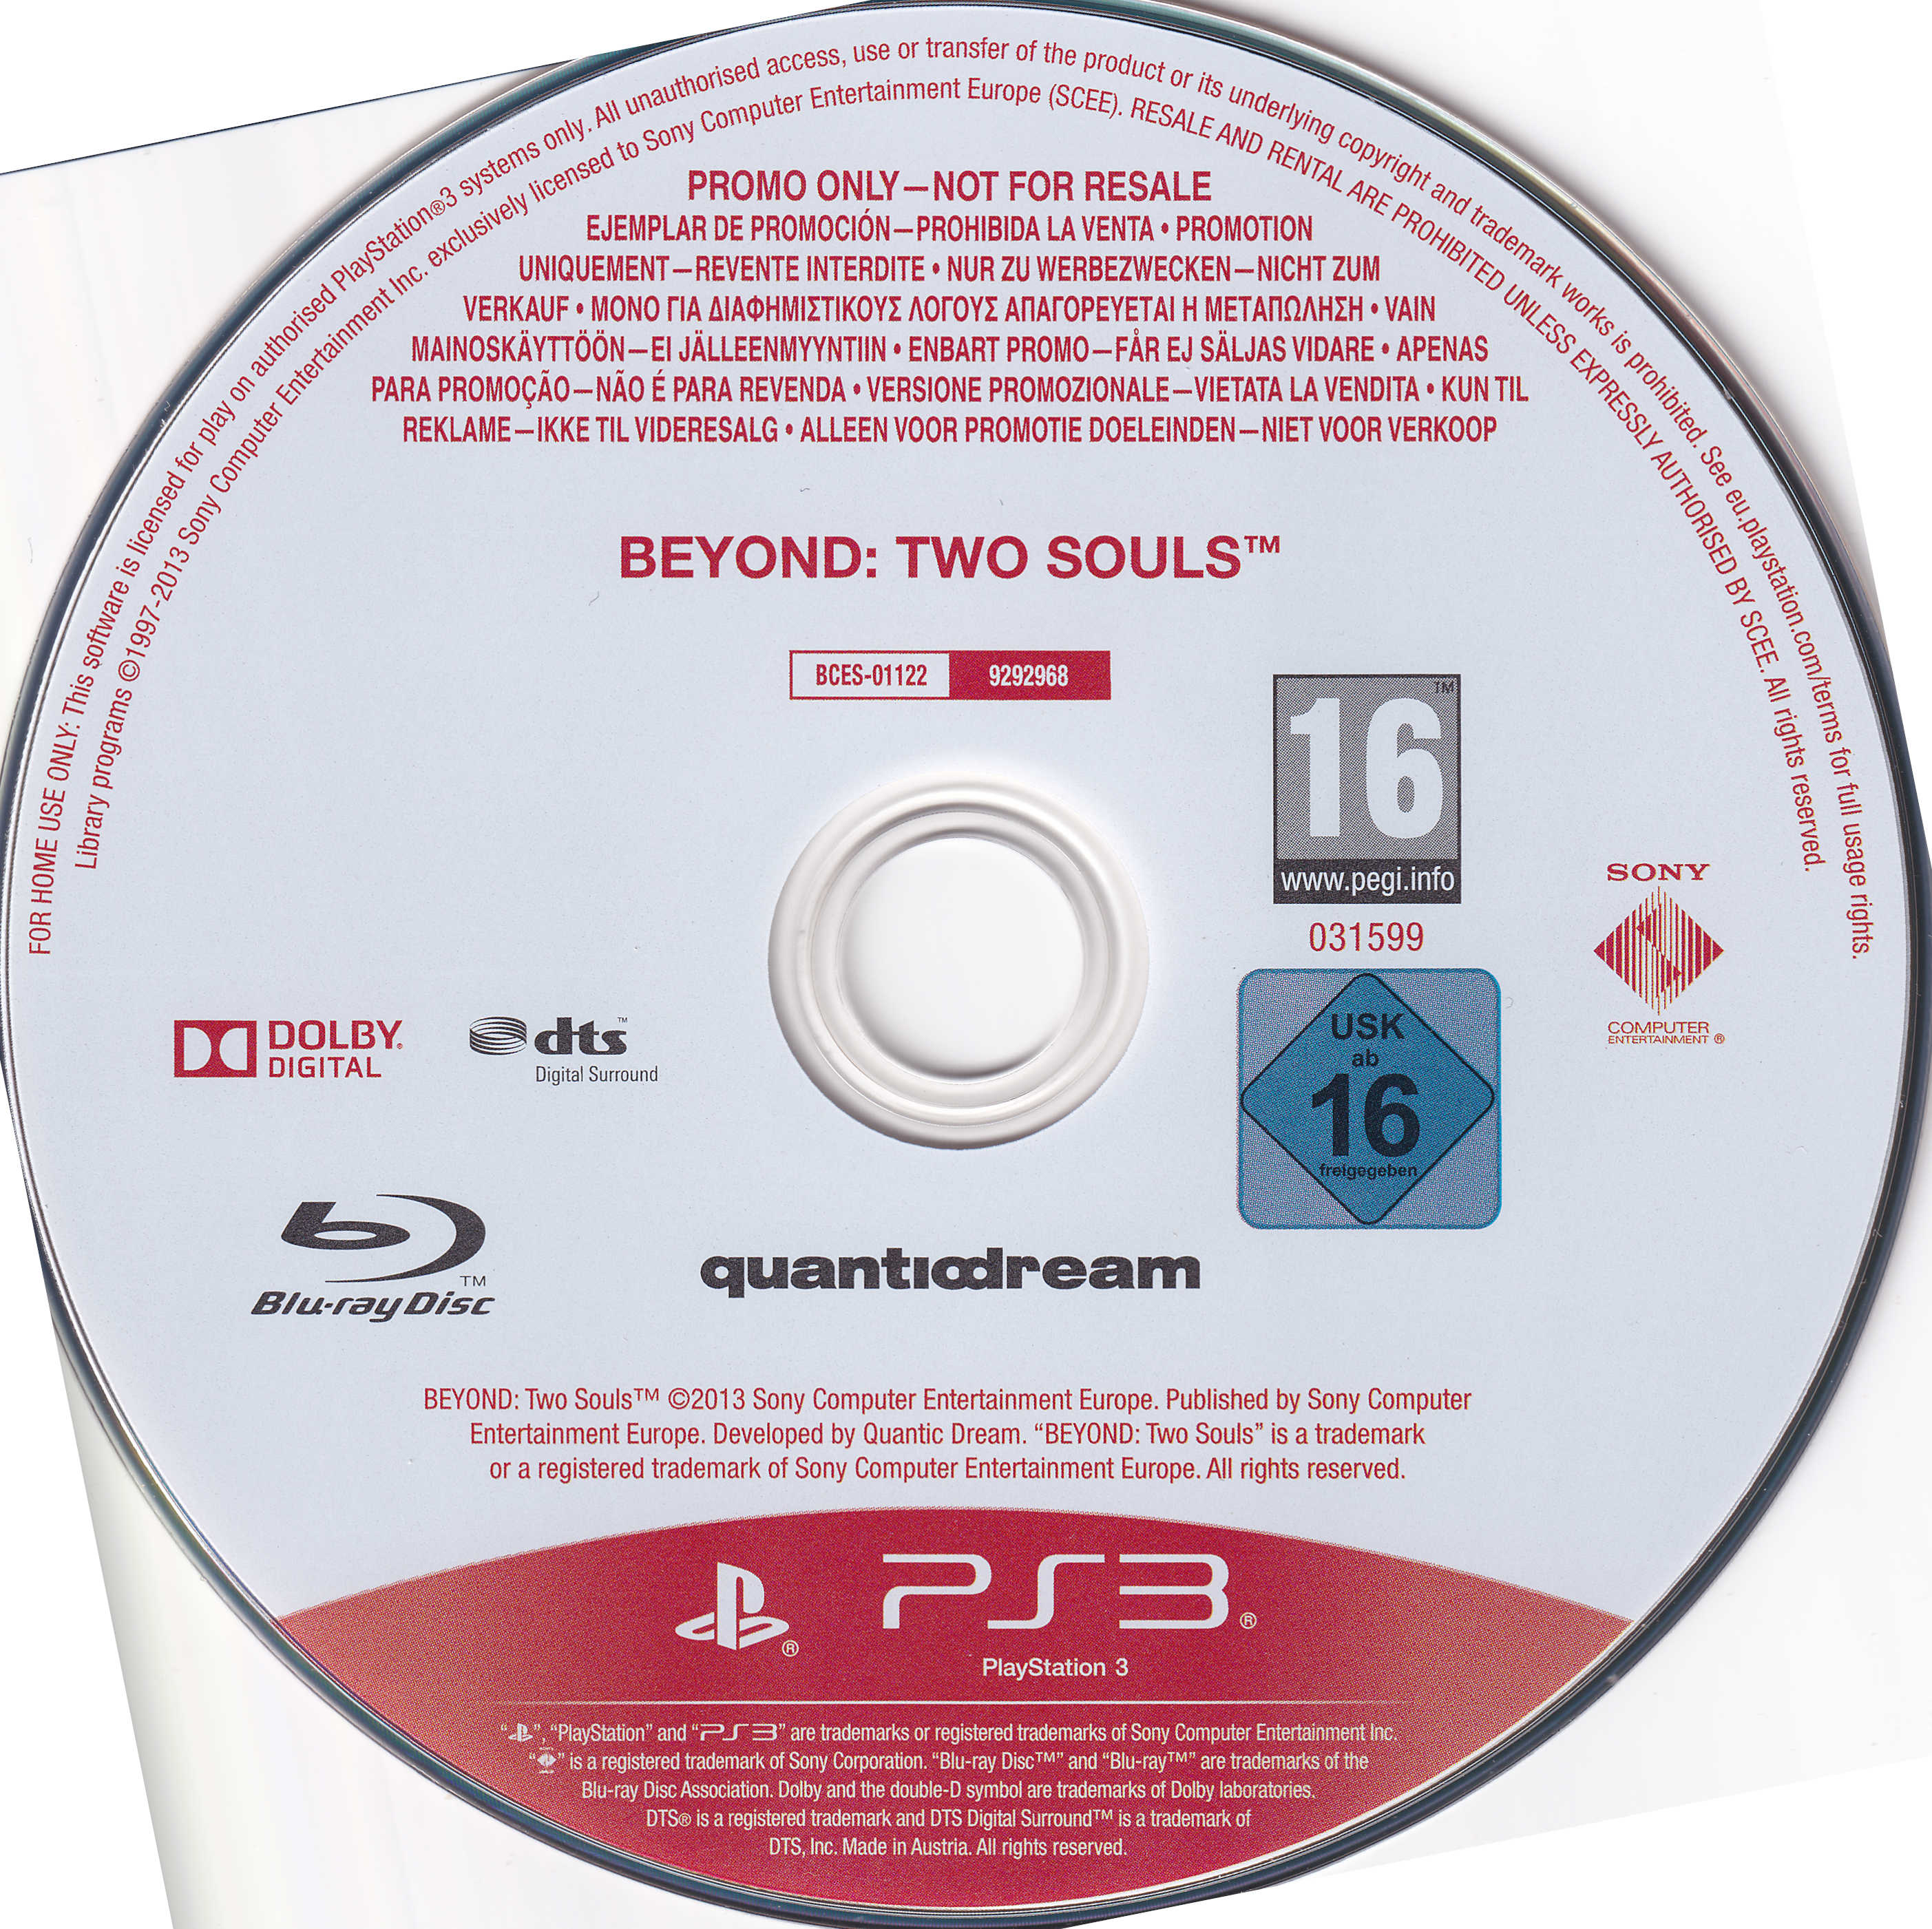 FOR HOME USE ONLY: This software is licensed for play on authorised PlayStation®3 systems only. All unauthorised access, use or transfer of the product or its underlying copyright and trademark works is prohibited. See eu.playstation.com/terms for full usage rights.
Library programs ©1997-2013 Sony Computer Entertainment Inc. exclusively licensed to Sony Computer Entertainment Europe (SCEE). RESALE AND RENTAL ARE PROHIBITED UNLESS EXPRESSLY AUTHORISED BY SCEE. All rights reserved.
PROMO ONLY—NOT FOR RESALE
EJEMPLAR DE PROMOCIÓN—PROHIBIDA LA VENTA • PROMOTION
UNIQUEMENT—REVENTE INTERDITE • NUR ZU WERBEZWECKEN—NICHT ZUM
VERKAUF • ΜΟΝΟ ΓΙΑ ΔΙΑΦΗΜΙΣΤΙΚΟΥΣ ΛΟΓΟΥΣ ΑΠΑΓΟΡΕΥΕΤΑΙ Η ΜΕΤΑΠΩΛΗΣΗ • VAIN
MAINOSKÄYTTÖÖN—EI JÄLLEENMYYNTIIN • ENBART PROMO—FÅR EJ SÄLJAS VIDARE • APENAS
PARA PROMOÇÃO—NÃO É PARA REVENDA • VERSIONE PROMOZIONALE—VIETATA LA VENDITA • KUN TIL
REKLAME—IKKE TIL VIDERESALG • ALLEEN VOOR PROMOTIE DOELEINDEN—NIET VOOR VERKOOP
BEYOND: TWO SOULS™
BCES-01122 9292968
16™
www.pegi.info
031599
SONY
COMPUTER
ENTERTAINMENT ®
DOLBY®
DIGITAL
dts™
Digital Surround
USK
ab
16
freigegeben
Blu-ray Disc™
quanticdream
BEYOND: Two Souls™ ©2013 Sony Computer Entertainment Europe. Published by Sony Computer
Entertainment Europe. Developed by Quantic Dream. “BEYOND: Two Souls” is a trademark
or a registered trademark of Sony Computer Entertainment Europe. All rights reserved.
® PS3®
PlayStation 3
“ ”, “PlayStation” and “PS3” are trademarks or registered trademarks of Sony Computer Entertainment Inc.
“ ” is a registered trademark of Sony Corporation. “Blu-ray Disc™” and “Blu-ray™” are trademarks of the
Blu-ray Disc Association. Dolby and the double-D symbol are trademarks of Dolby laboratories.
DTS® is a registered trademark and DTS Digital Surround™ is a trademark of
DTS, Inc. Made in Austria. All rights reserved.